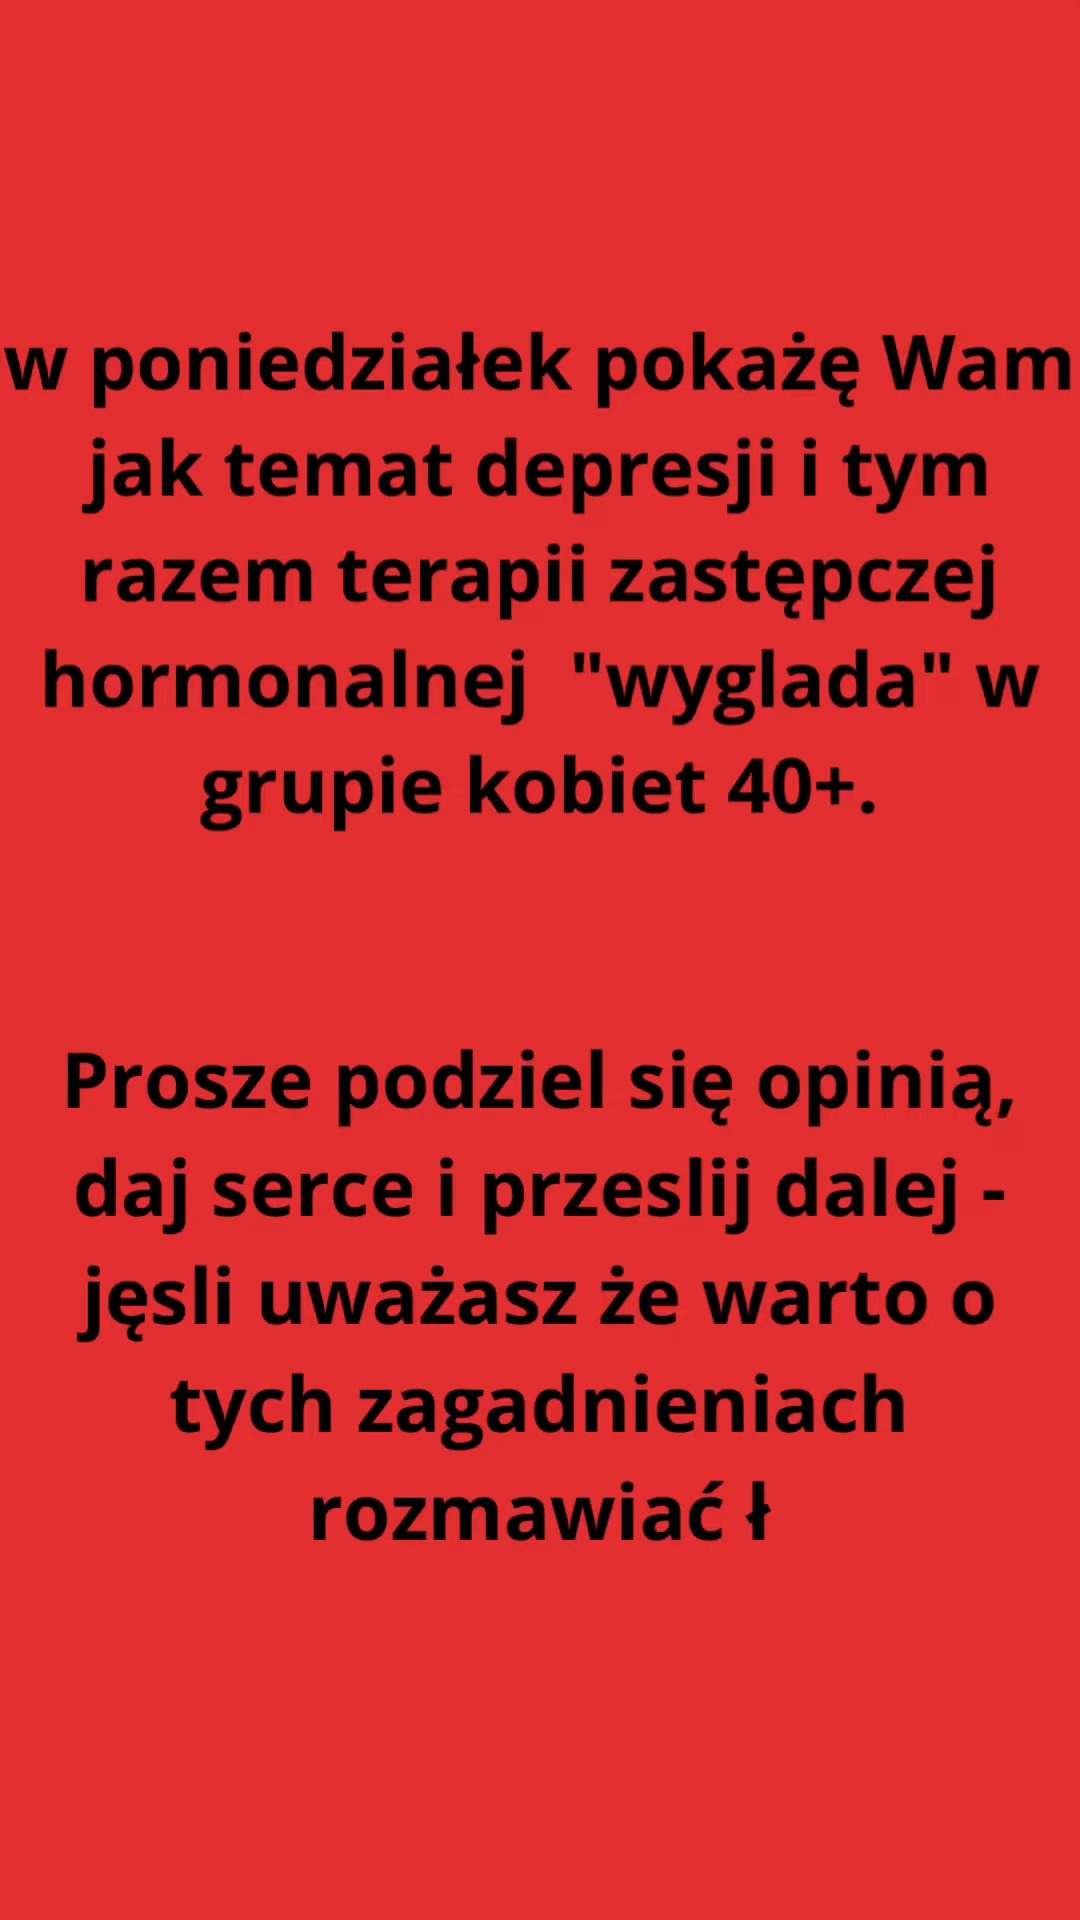 w poniedziałek pokażę Wam
jak temat depresji i tym
razem terapii zastępczej
hormonalnej  "wyglada" w
grupie kobiet 40+.
Prosze podziel się opinią,
daj serce i przeslij dalej -
jęsli uważasz że warto o
tych zagadnieniach
rozmawiać ł